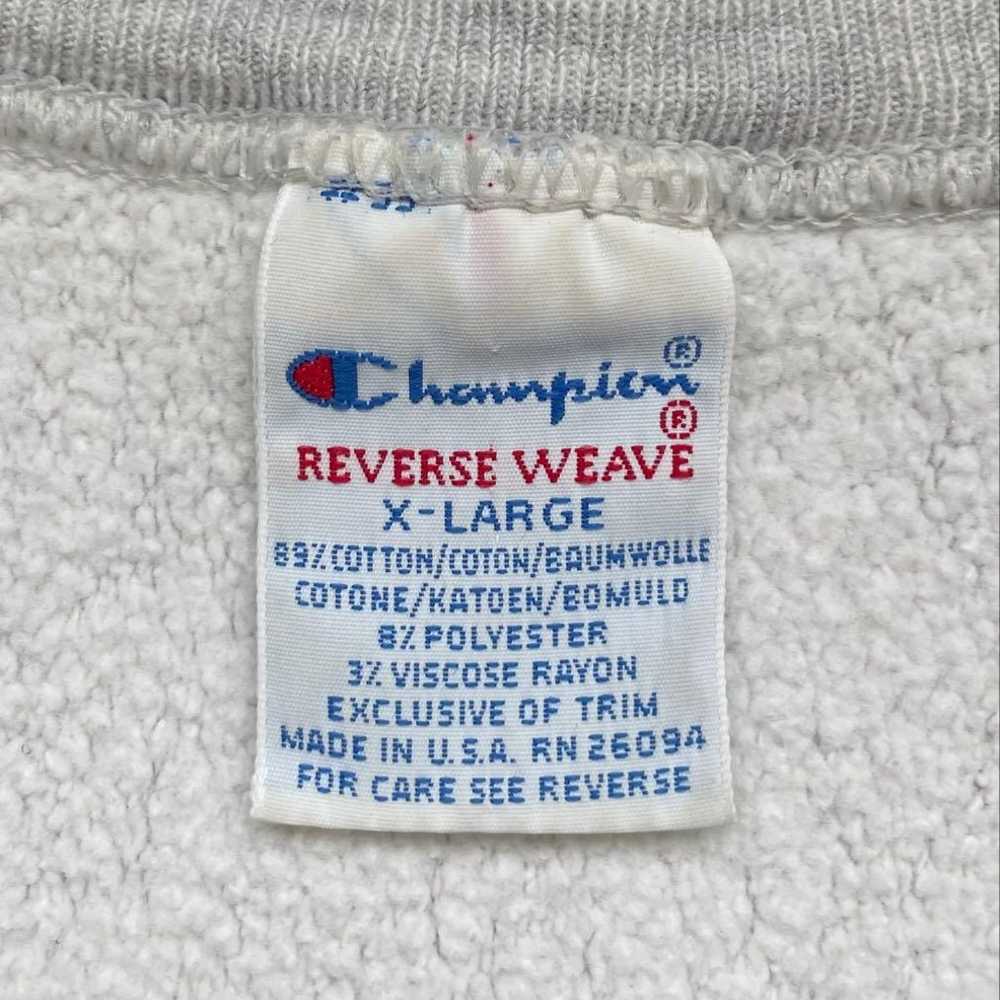 Champion®
®
REVERSE WEAVE
X-LARGE
89% COTTON/COTON/BAUMWOLLE
COTONE/KATOEN/BOMULD
8% POLYESTER
3% VISCOSE RAYON
EXCLUSIVE OF TRIM
MADE IN U.S.A. RN 26094
FOR CARE SEE REVERSE